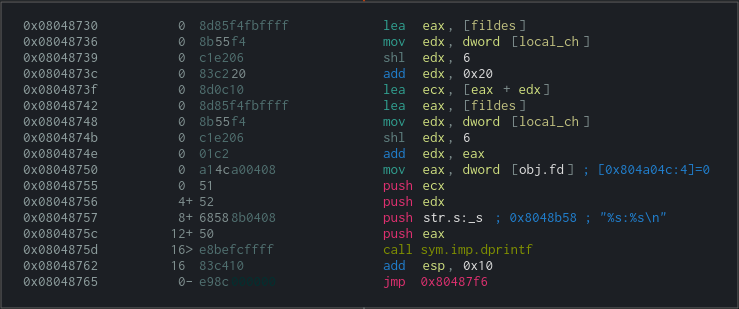 0x08048730 0 8d85f4fbffff lea eax, [fildes]
0x08048736 0 8b55f4 mov edx, dword [local_ch]
0x08048739 0 c1e206 shl edx, 6
0x0804873c 0 83c220 add edx, 0x20
0x0804873f 0 8d0c10 lea ecx, [eax + edx]
0x08048742 0 8d85f4fbffff lea eax, [fildes]
0x08048748 0 8b55f4 mov edx, dword [local_ch]
0x0804874b 0 c1e206 shl edx, 6
0x0804874e 0 01c2 add edx, eax
0x08048750 0 a14ca00408 mov eax, dword [obj.fd] ; [0x804a04c:4]=0
0x08048755 0 51 push ecx
0x08048756 4+ 52 push edx
0x08048757 8+ 68588b0408 push str.s:_s ; 0x8048b58 ; "%s:%s\n"
0x0804875c 12+ 50 push eax
0x0804875d 16> e8befcffff call sym.imp.dprintf
0x08048762 16 83c410 add esp, 0x10
0x08048765 0- e98c jmp 0x80487f6